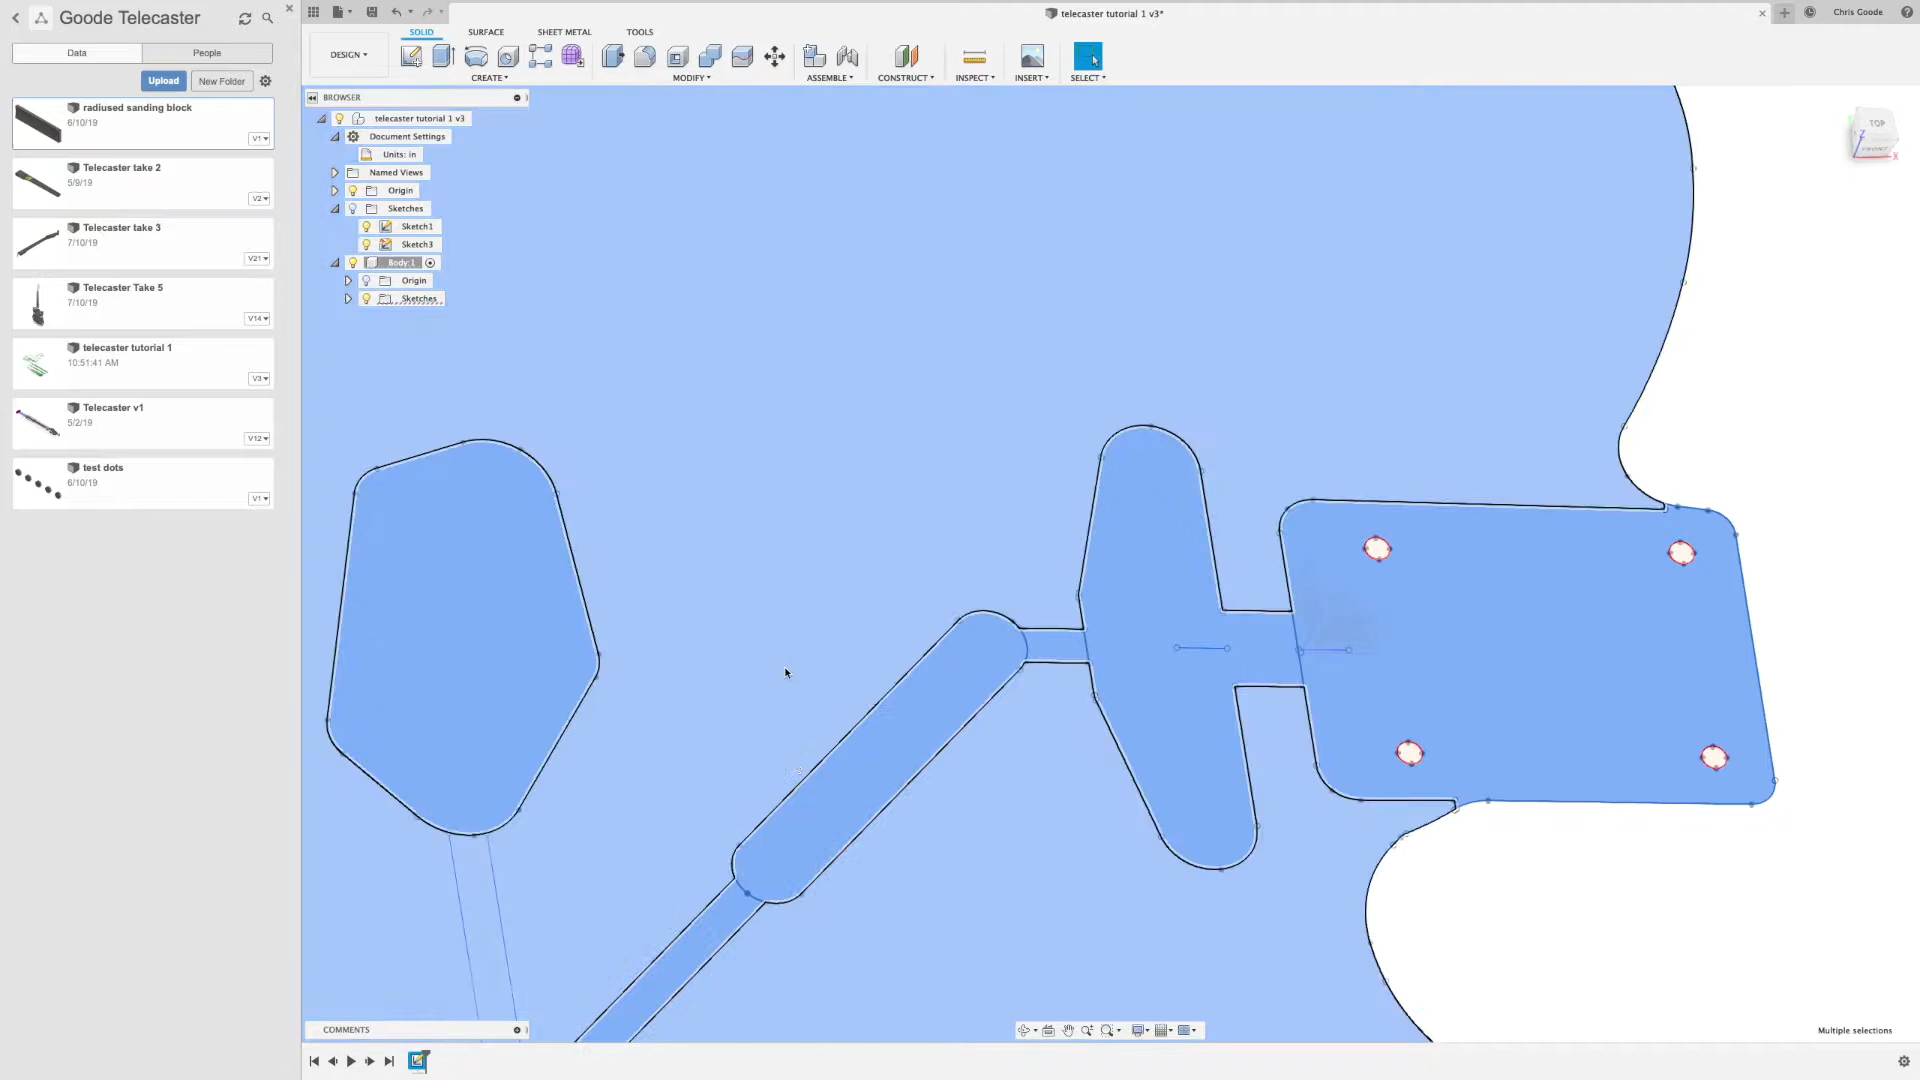 Goode Telecaster
telecaster tutorial 1 v3*
Chris Goode
SOLID
SURFACE
SHEET METAL
TOOLS
Data
People
DESIGN
CREATE
MODIFY
ASSEMBLE
CONSTRUCT
INSPECT
INSERT
SELECT
Upload
New Folder
BROWSER
radiused sanding block
6/10/19
V1
telecaster tutorial 1 v3
Document Settings
Units: in
Named Views
Origin
Sketches
Sketch1
Sketch3
Body:1
Origin
Sketches
Telecaster take 2
5/9/19
V2
Telecaster take 3
7/10/19
V21
Telecaster Take 5
7/10/19
V14
telecaster tutorial 1
10:51:41 AM
V3
Telecaster v1
5/2/19
V12
test dots
6/10/19
V1
TOP
FRONT
Z
X
COMMENTS
Multiple selections